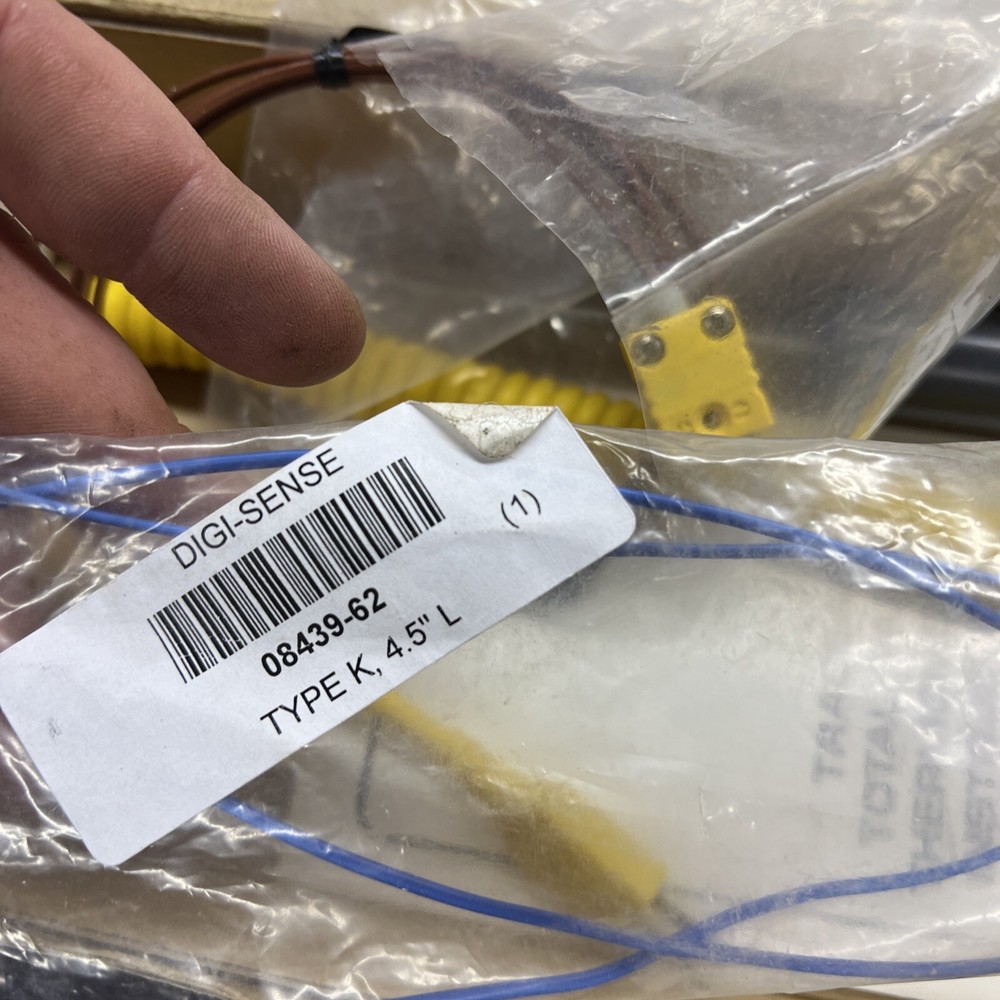 DIGI-SENSE
(1)
08439-62
TYPE K, 4.5" L